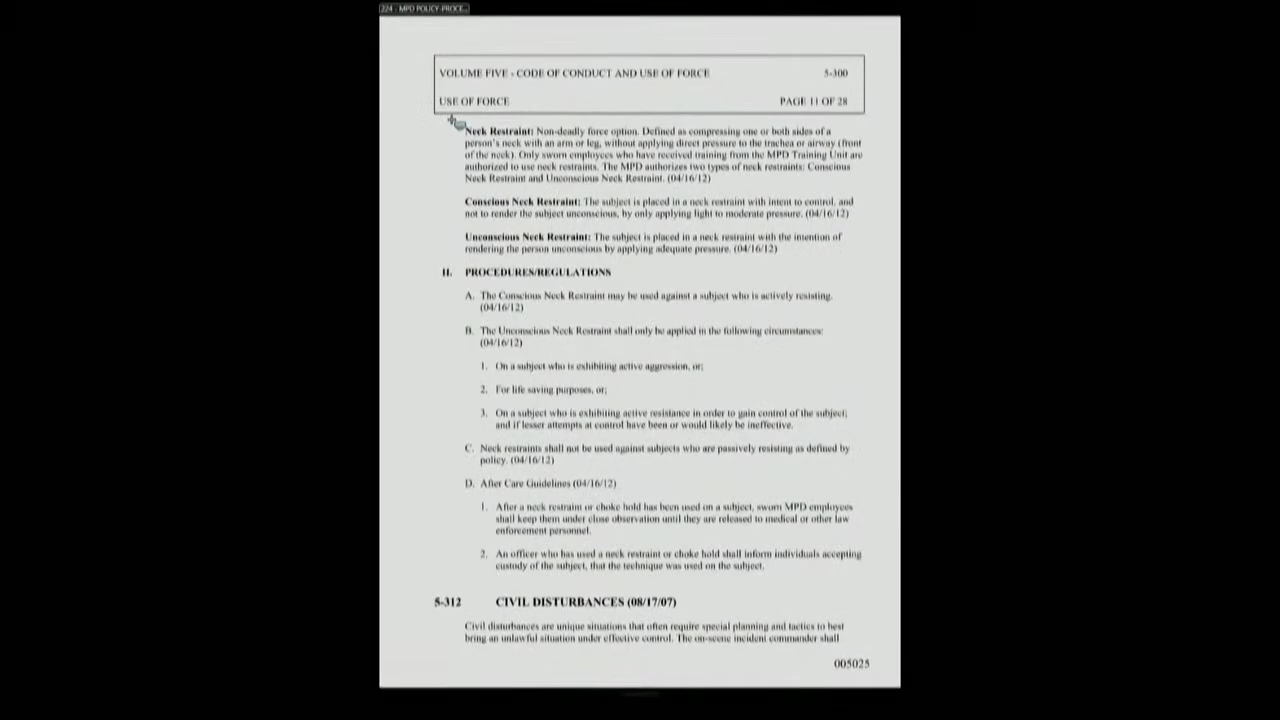 224 - MPD POLICY-PROCE...
VOLUME FIVE - CODE OF CONDUCT AND USE OF FORCE 5-300
USE OF FORCE PAGE 11 OF 28
Neck Restraint: Non-deadly force option. Defined as compressing one or both sides of a
person's neck with an arm or leg, without applying direct pressure to the trachea or airway (front
of the neck). Only sworn employees who have received training from the MPD Training Unit are
authorized to use neck restraints. The MPD authorizes two types of neck restraints: Conscious
Neck Restraint and Unconscious Neck Restraint. (04/16/12)
Conscious Neck Restraint: The subject is placed in a neck restraint with intent to control, and
not to render the subject unconscious, by only applying light to moderate pressure. (04/16/12)
Unconscious Neck Restraint: The subject is placed in a neck restraint with the intention of
rendering the person unconscious by applying adequate pressure. (04/16/12)
II. PROCEDURES/REGULATIONS
A. The Conscious Neck Restraint may be used against a subject who is actively resisting.
(04/16/12)
B. The Unconscious Neck Restraint shall only be applied in the following circumstances:
(04/16/12)
1. On a subject who is exhibiting active aggression, or;
2. For life saving purposes, or;
3. On a subject who is exhibiting active resistance in order to gain control of the subject;
and if lesser attempts at control have been or would likely be ineffective.
C. Neck restraints shall not be used against subjects who are passively resisting as defined by
policy. (04/16/12)
D. After Care Guidelines (04/16/12)
1. After a neck restraint or choke hold has been used on a subject, sworn MPD employees
shall keep them under close observation until they are released to medical or other law
enforcement personnel.
2. An officer who has used a neck restraint or choke hold shall inform individuals accepting
custody of the subject, that the technique was used on the subject.
5-312 CIVIL DISTURBANCES (08/17/07)
Civil disturbances are unique situations that often require special planning and tactics to best
bring an unlawful situation under effective control. The on-scene incident commander shall
005025